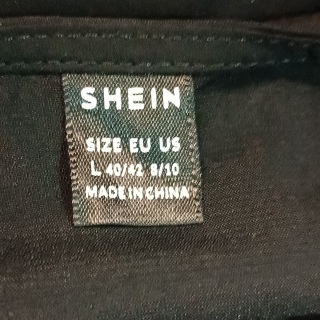 SHEIN
SIZE EU US
L 40/42 8/10
MADE IN CHINA